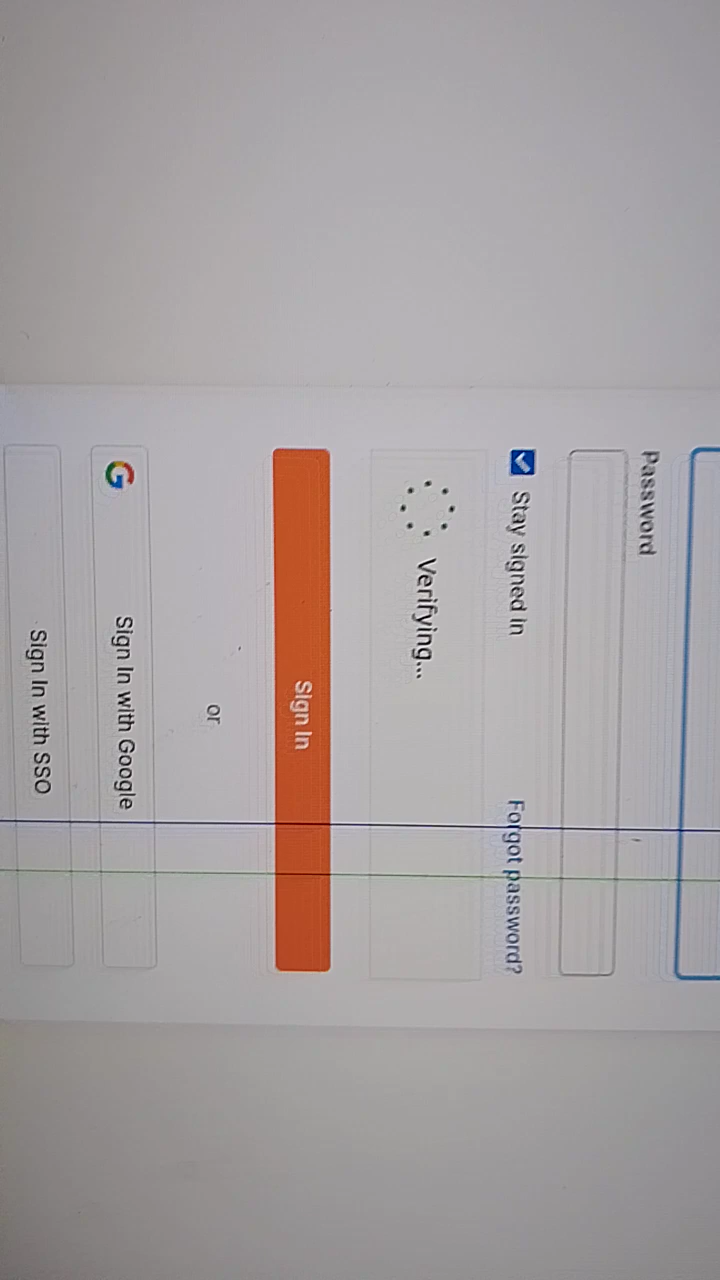 Password
Stay signed in Forgot password?
Verifying...
Sign In
or
Sign In with Google
Sign In with SSO